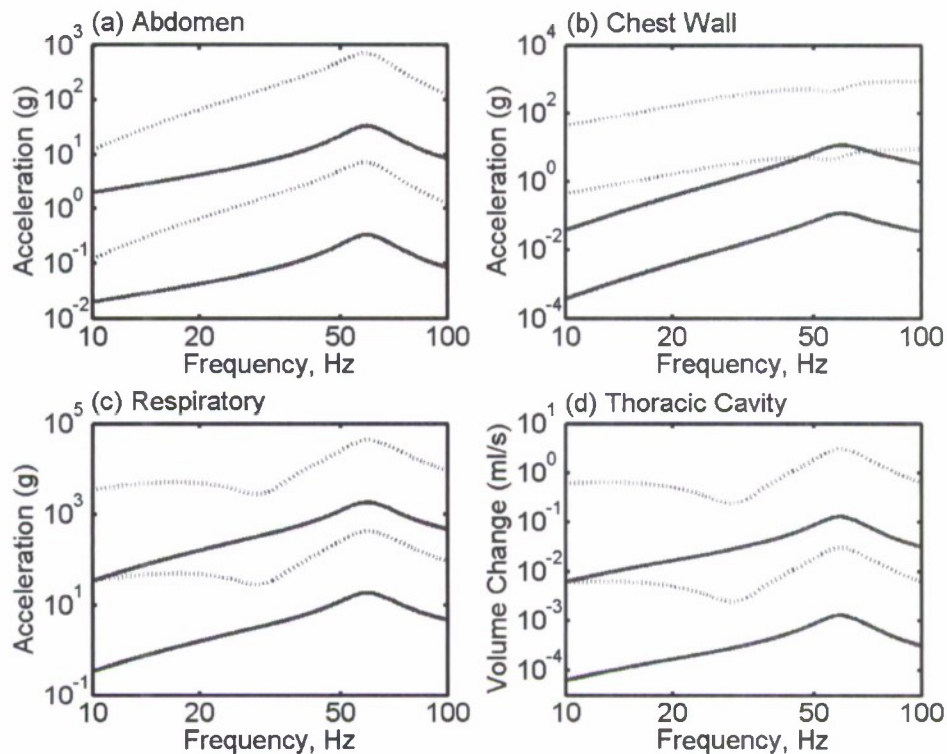 (a) Abdomen
Acceleration (g)
10^3
10^2
10^1
10^0
10^-1
10^-2
10 20 50 100
Frequency, Hz
(b) Chest Wall
Acceleration (g)
10^4
10^2
10^0
10^-2
10^-4
10 20 50 100
Frequency, Hz
(c) Respiratory
Acceleration (g)
10^5
10^3
10^1
10^-1
10 20 50 100
Frequency, Hz
(d) Thoracic Cavity
Volume Change (ml/s)
10^1
10^0
10^-1
10^-2
10^-3
10^-4
10 20 50 100
Frequency, Hz